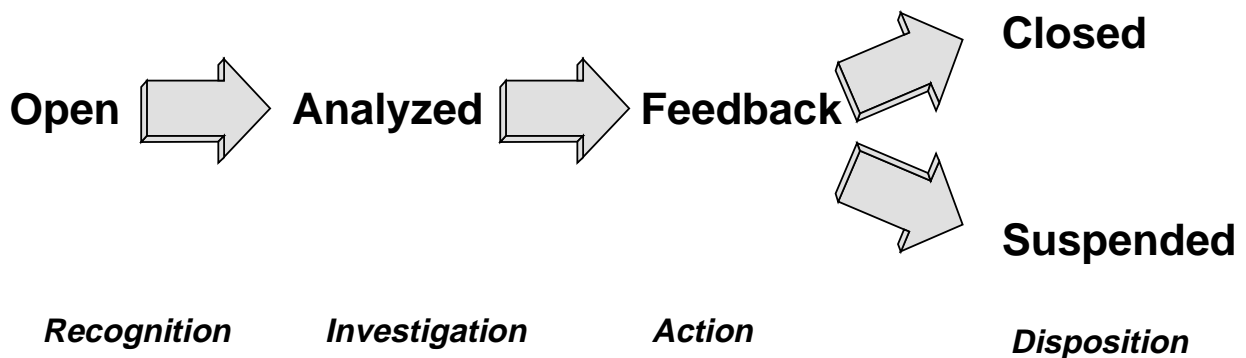 Closed
Open Analyzed Feedback
Suspended
Recognition Investigation Action Disposition